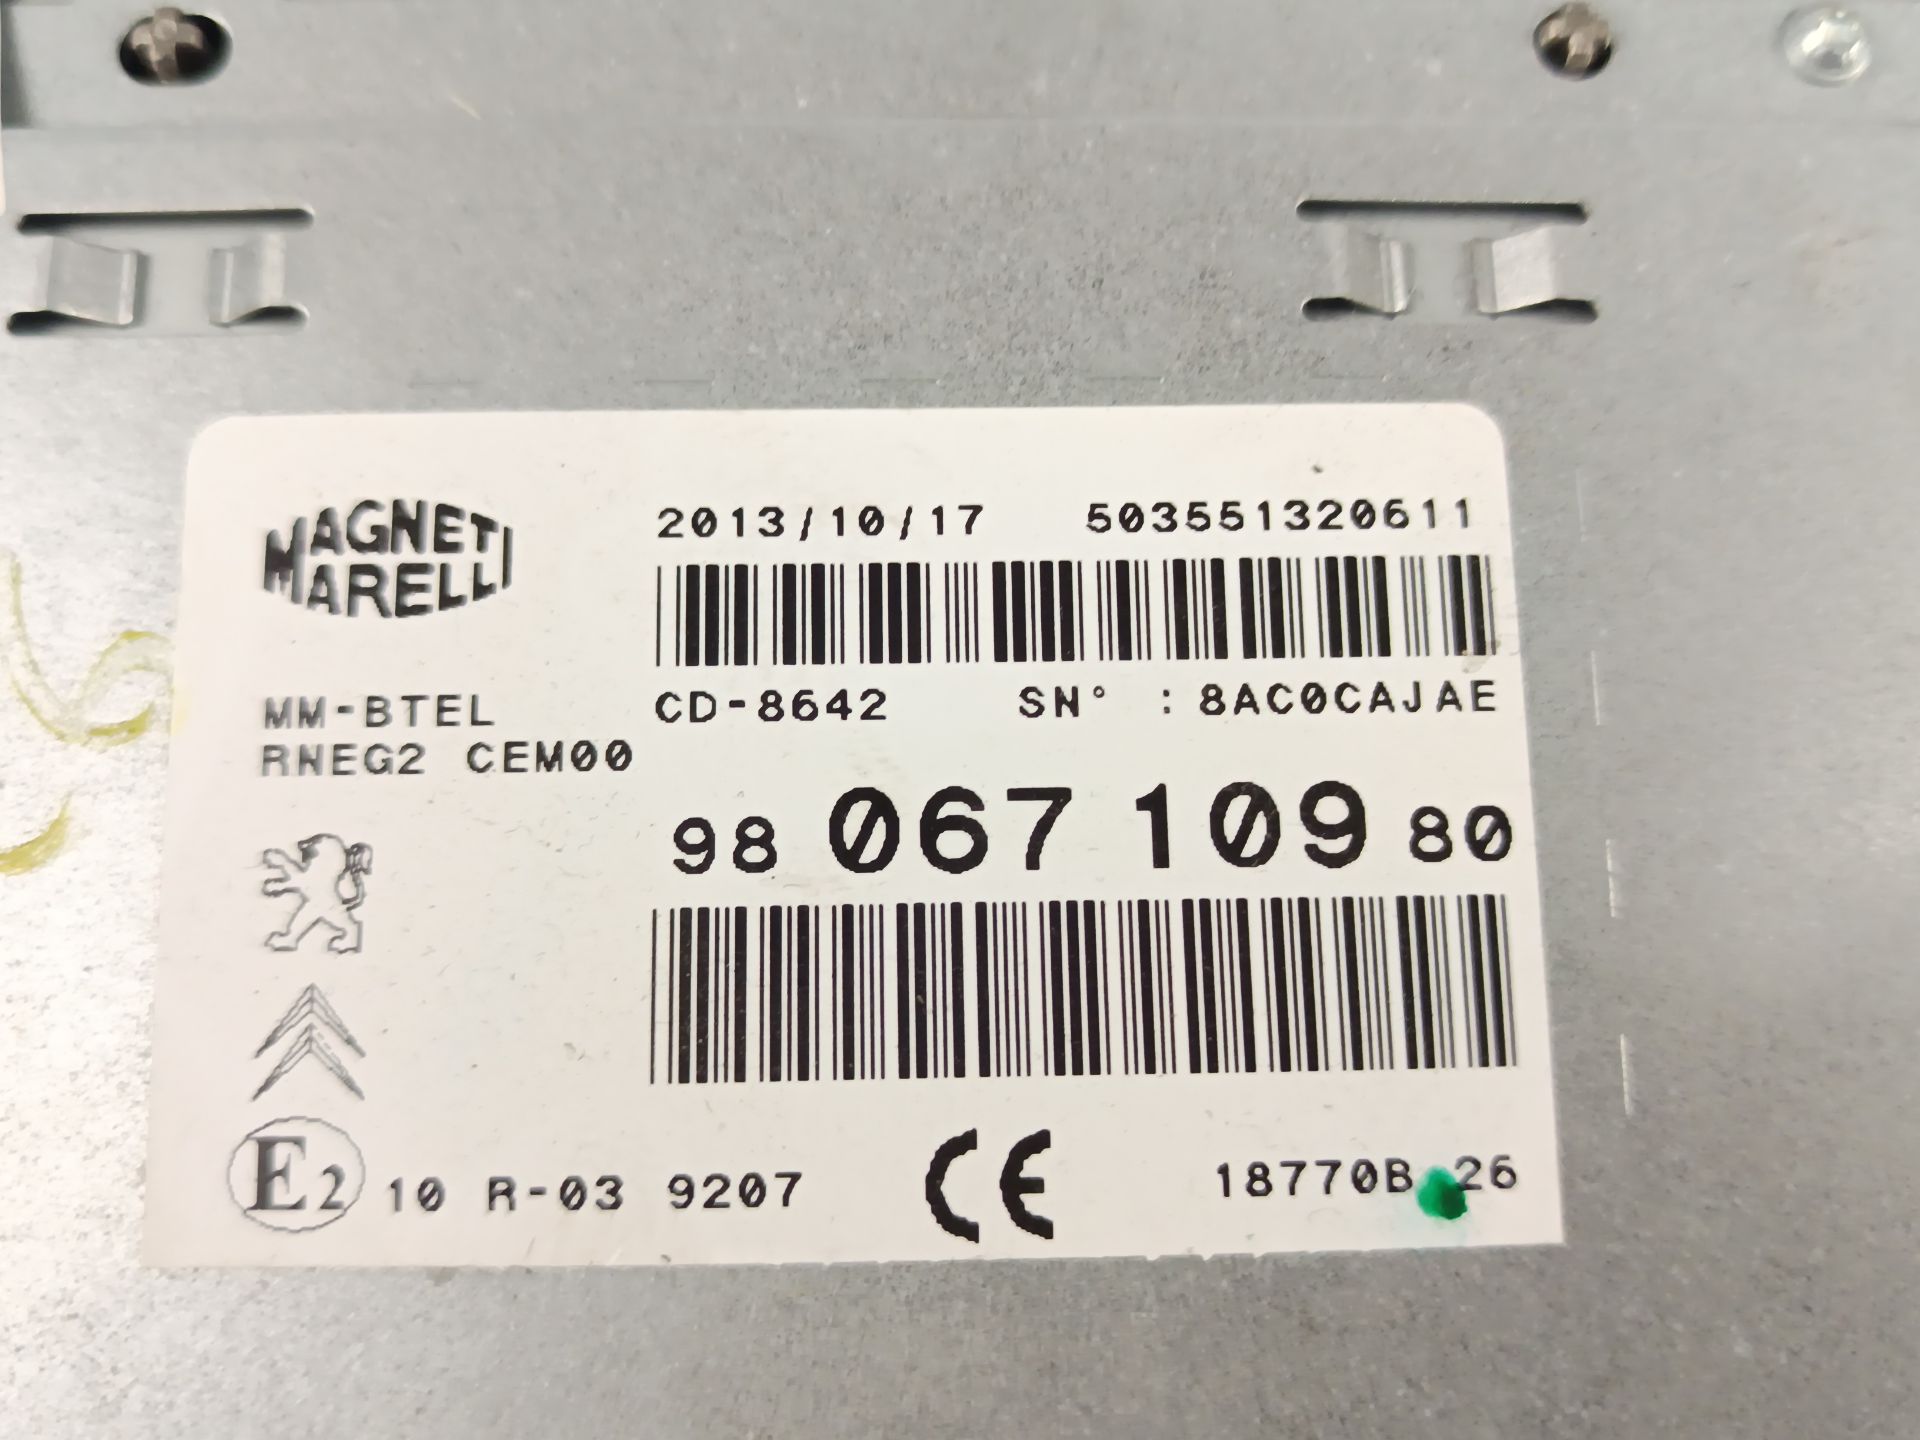 MAGNETI
MARELLI
2013/10/17 503551320611
MM-BTEL
RNEG2 CEM00
CD-8642 SN° : 8AC0CAJAE
98 067 109 80
E2 10 R-03 9207
CE
18770B 26